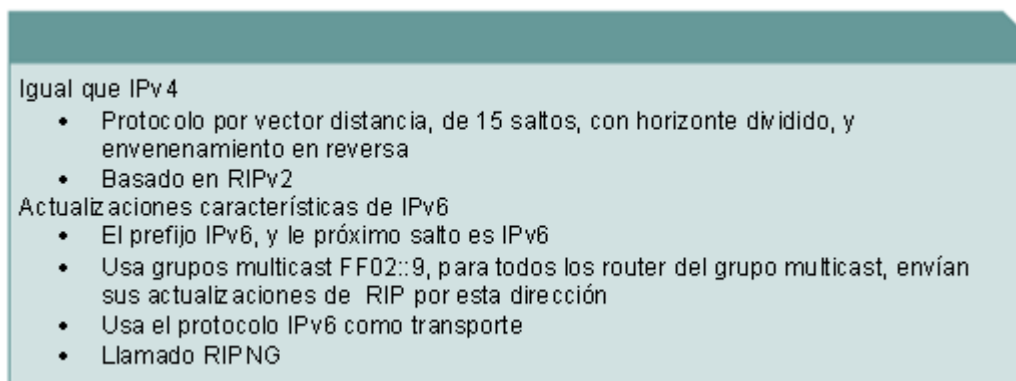 Igual que IPv4
• Protocolo por vector distancia, de 15 saltos, con horizonte dividido, y
envenenamiento en reversa
• Basado en RIPv2
Actualizaciones características de IPv6
• El prefijo IPv6, y le próximo salto es IPv6
• Usa grupos multicast FF02::9, para todos los router del grupo multicast, envían
sus actualizaciones de RIP por esta dirección
• Usa el protocolo IPv6 como transporte
• Llamado RIPNG